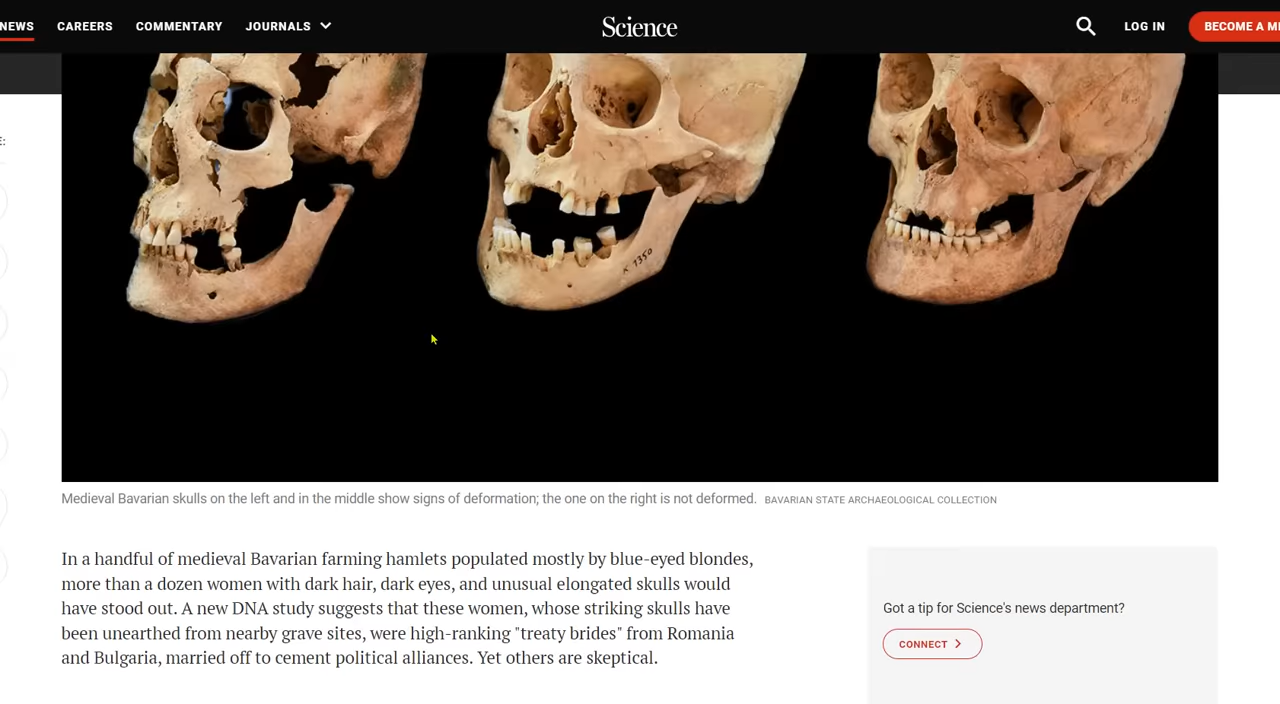 NEWS CAREERS COMMENTARY JOURNALS Science LOG IN BECOME A
E:
K. 1350
Medieval Bavarian skulls on the left and in the middle show signs of deformation; the one on the right is not deformed. BAVARIAN STATE ARCHAEOLOGICAL COLLECTION
In a handful of medieval Bavarian farming hamlets populated mostly by blue-eyed blondes,
more than a dozen women with dark hair, dark eyes, and unusual elongated skulls would
have stood out. A new DNA study suggests that these women, whose striking skulls have
been unearthed from nearby grave sites, were high-ranking "treaty brides" from Romania
and Bulgaria, married off to cement political alliances. Yet others are skeptical.
Got a tip for Science's news department?
CONNECT